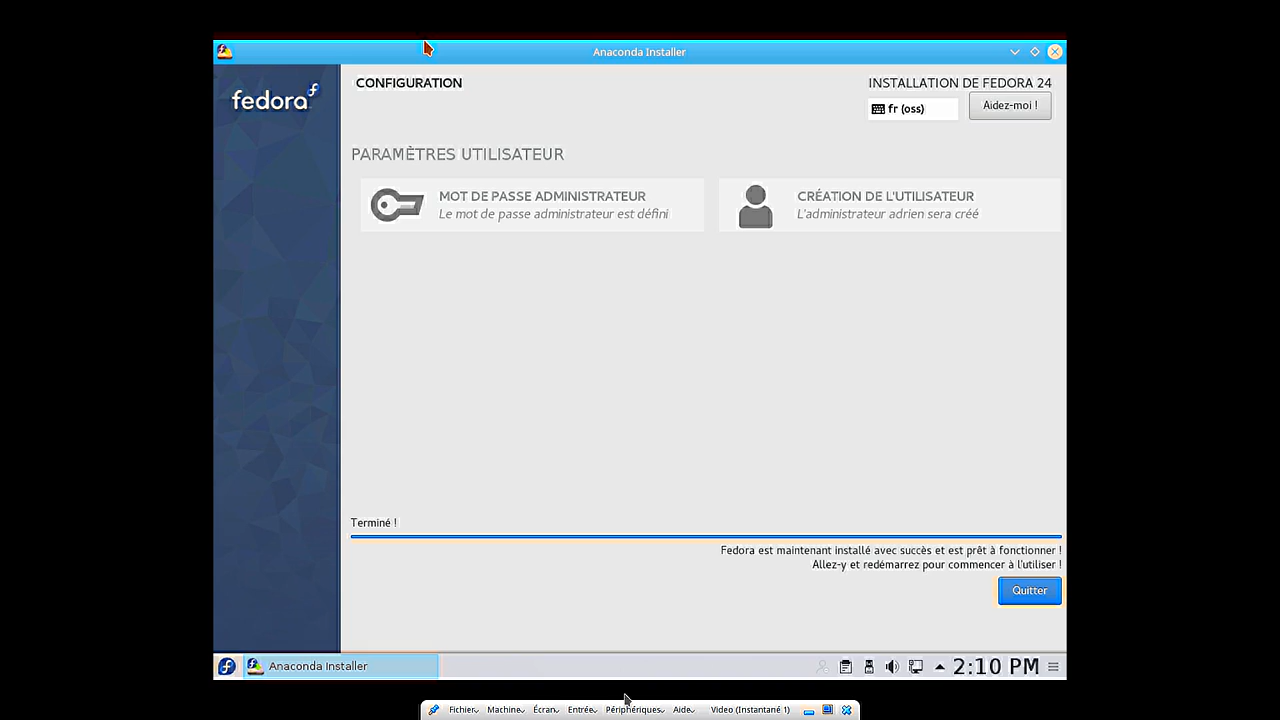 Anaconda Installer
fedora
CONFIGURATION
INSTALLATION DE FEDORA 24
fr (oss)
Aidez-moi !
PARAMÈTRES UTILISATEUR
MOT DE PASSE ADMINISTRATEUR
Le mot de passe administrateur est défini
CRÉATION DE L'UTILISATEUR
L'administrateur adrien sera créé
Terminé !
Fedora est maintenant installé avec succès et est prêt à fonctionner !
Allez-y et redémarrez pour commencer à l'utiliser !
Quitter
Anaconda Installer
2:10 PM
Fichier Machine Écran Entrée Périphériques Aide Video (Instantané 1)